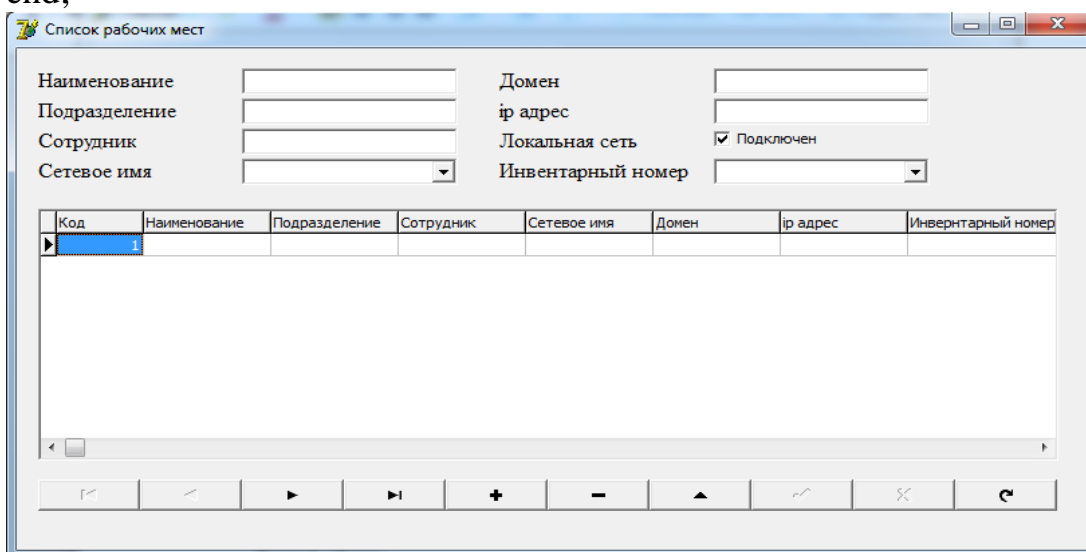 end;
Список рабочих мест
Наименование
Домен
Подразделение
ip адрес
Сотрудник
Локальная сеть
Подключен
Сетевое имя
Инвентарный номер
Код Наименование Подразделение Сотрудник Сетевое имя Домен ip адрес Инвернтарный номер
1